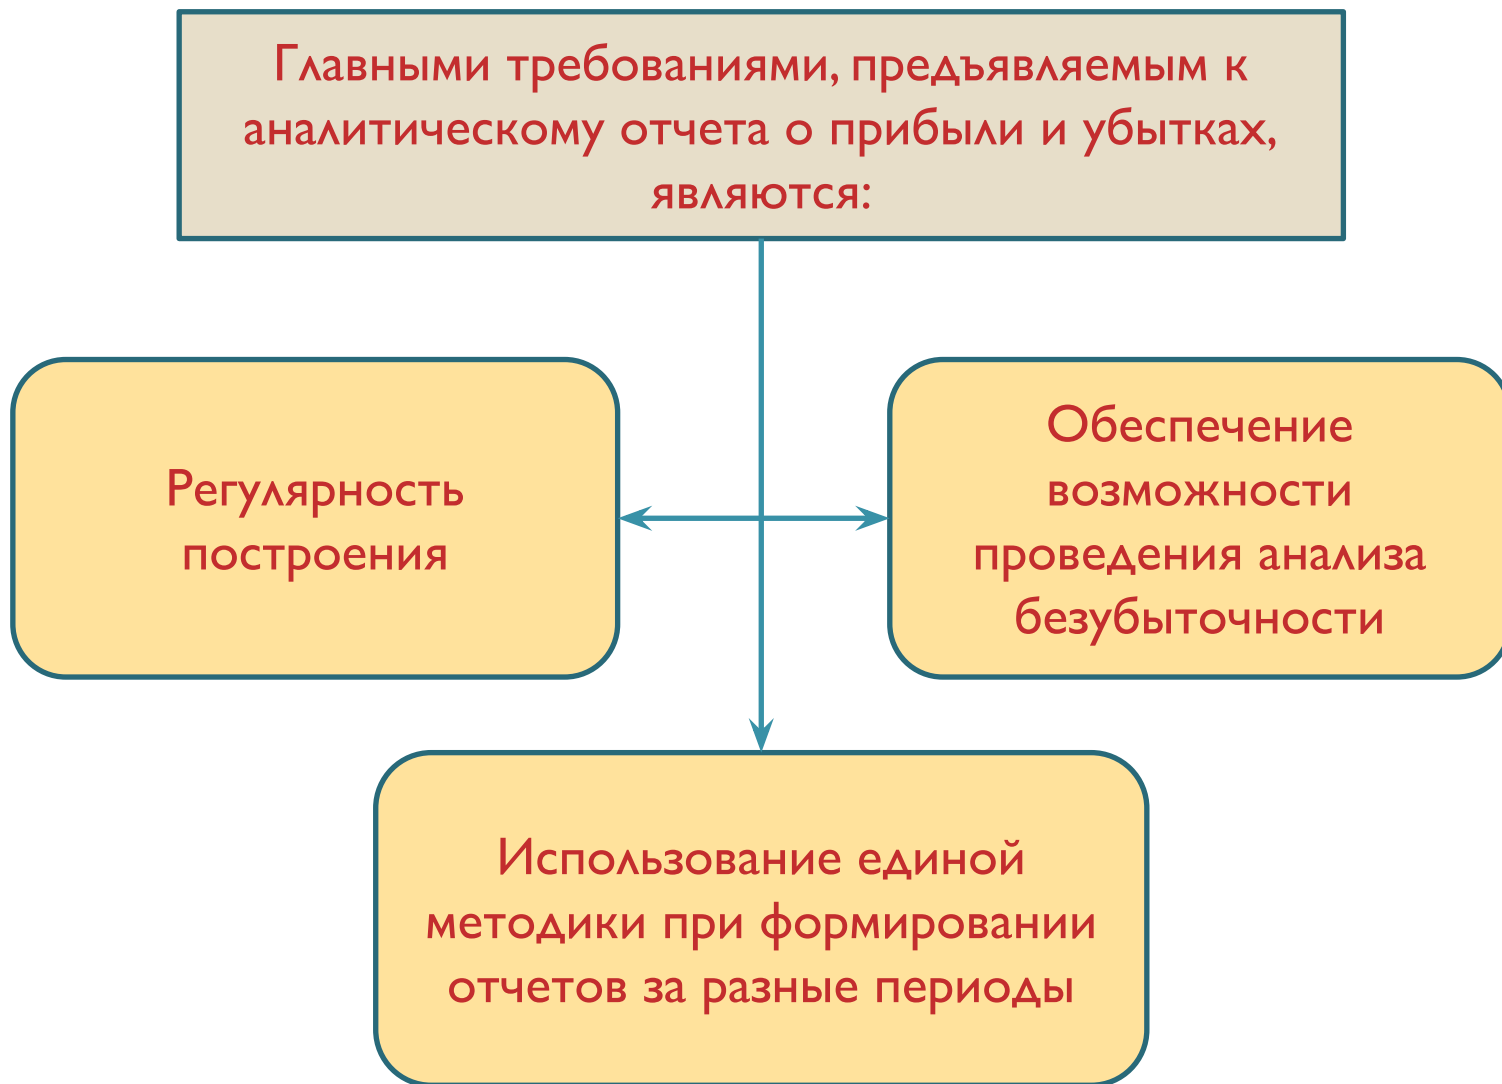 Главными требованиями, предъявляемым к
аналитическому отчета о прибыли и убытках,
являются:
Регулярность
построения
Обеспечение
возможности
проведения анализа
безубыточности
Использование единой
методики при формировании
отчетов за разные периоды